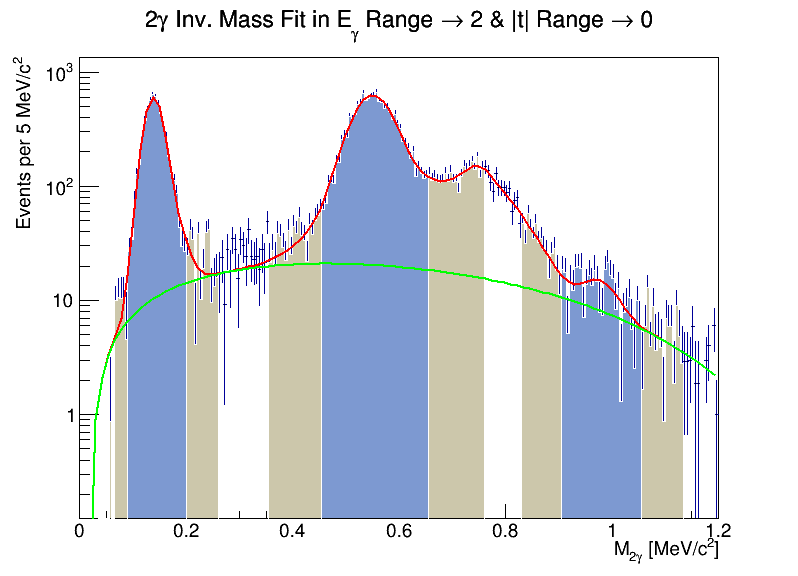 2γ Inv. Mass Fit in Eγ Range → 2 & |t| Range → 0
Events per 5 MeV/c²
10³
10²
10
1
0 0.2 0.4 0.6 0.8 1 1.2
M2γ [MeV/c²]